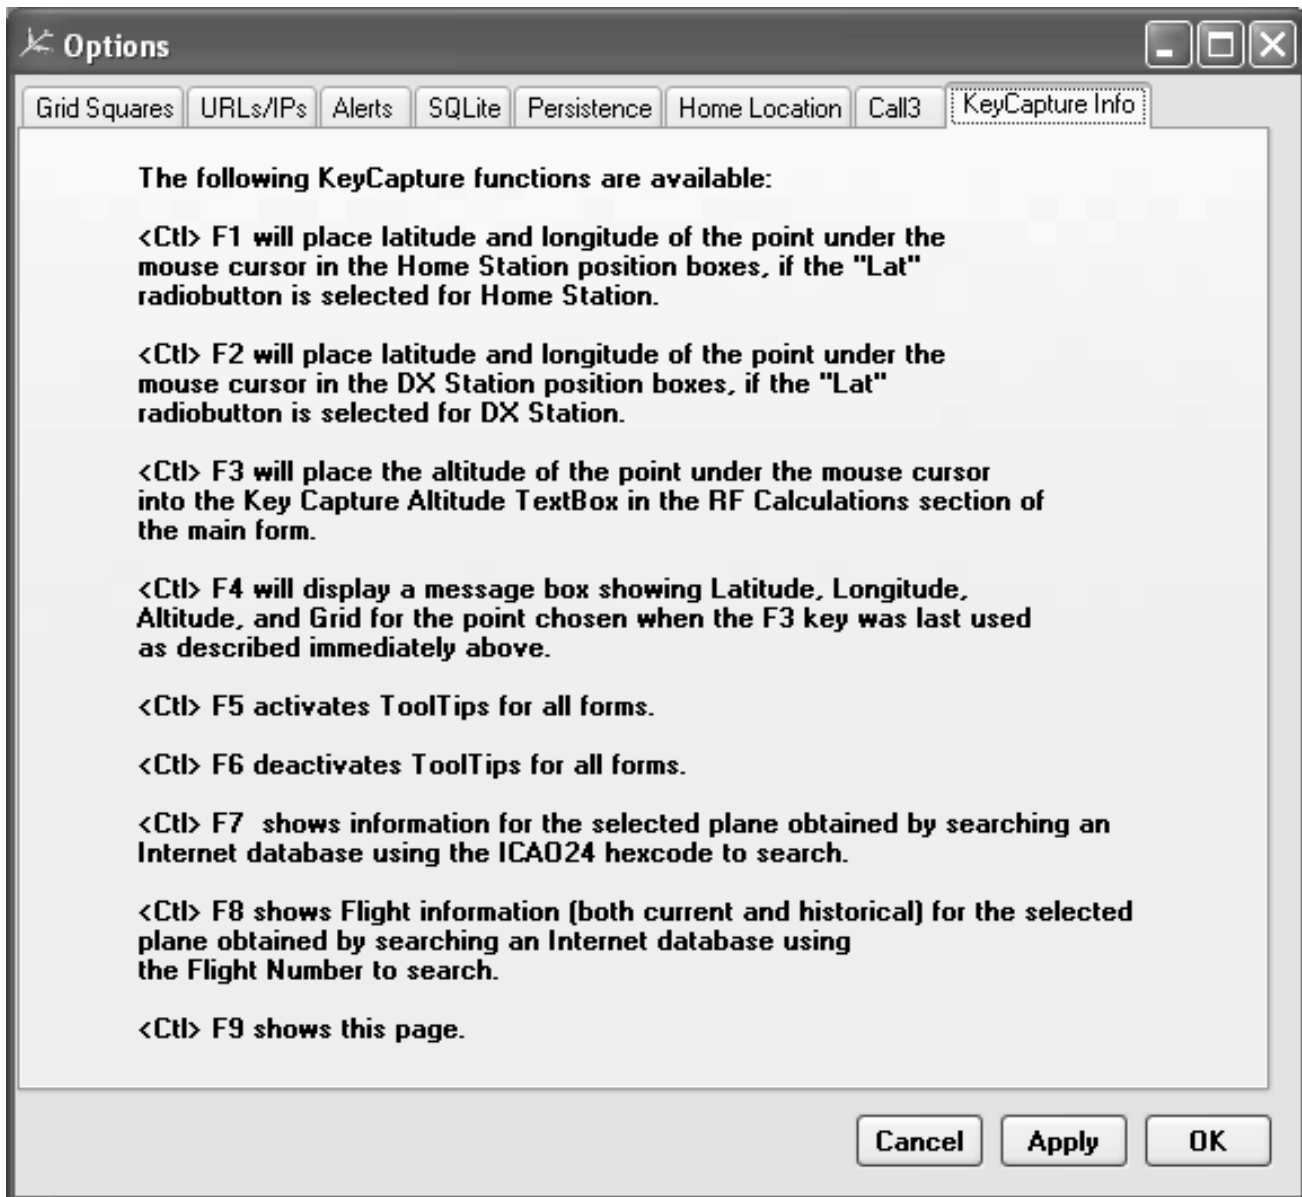 Options
Grid Squares URLs/IPs Alerts SQLite Persistence Home Location Call3 KeyCapture Info
The following KeyCapture functions are available:
<Ctl> F1 will place latitude and longitude of the point under the
mouse cursor in the Home Station position boxes, if the "Lat"
radiobutton is selected for Home Station.
<Ctl> F2 will place latitude and longitude of the point under the
mouse cursor in the DX Station position boxes, if the "Lat"
radiobutton is selected for DX Station.
<Ctl> F3 will place the altitude of the point under the mouse cursor
into the Key Capture Altitude TextBox in the RF Calculations section of
the main form.
<Ctl> F4 will display a message box showing Latitude, Longitude,
Altitude, and Grid for the point chosen when the F3 key was last used
as described immediately above.
<Ctl> F5 activates ToolTips for all forms.
<Ctl> F6 deactivates ToolTips for all forms.
<Ctl> F7  shows information for the selected plane obtained by searching an
Internet database using the ICAO24 hexcode to search.
<Ctl> F8 shows Flight information (both current and historical) for the selected
plane obtained by searching an Internet database using
the Flight Number to search.
<Ctl> F9 shows this page.
Cancel Apply OK